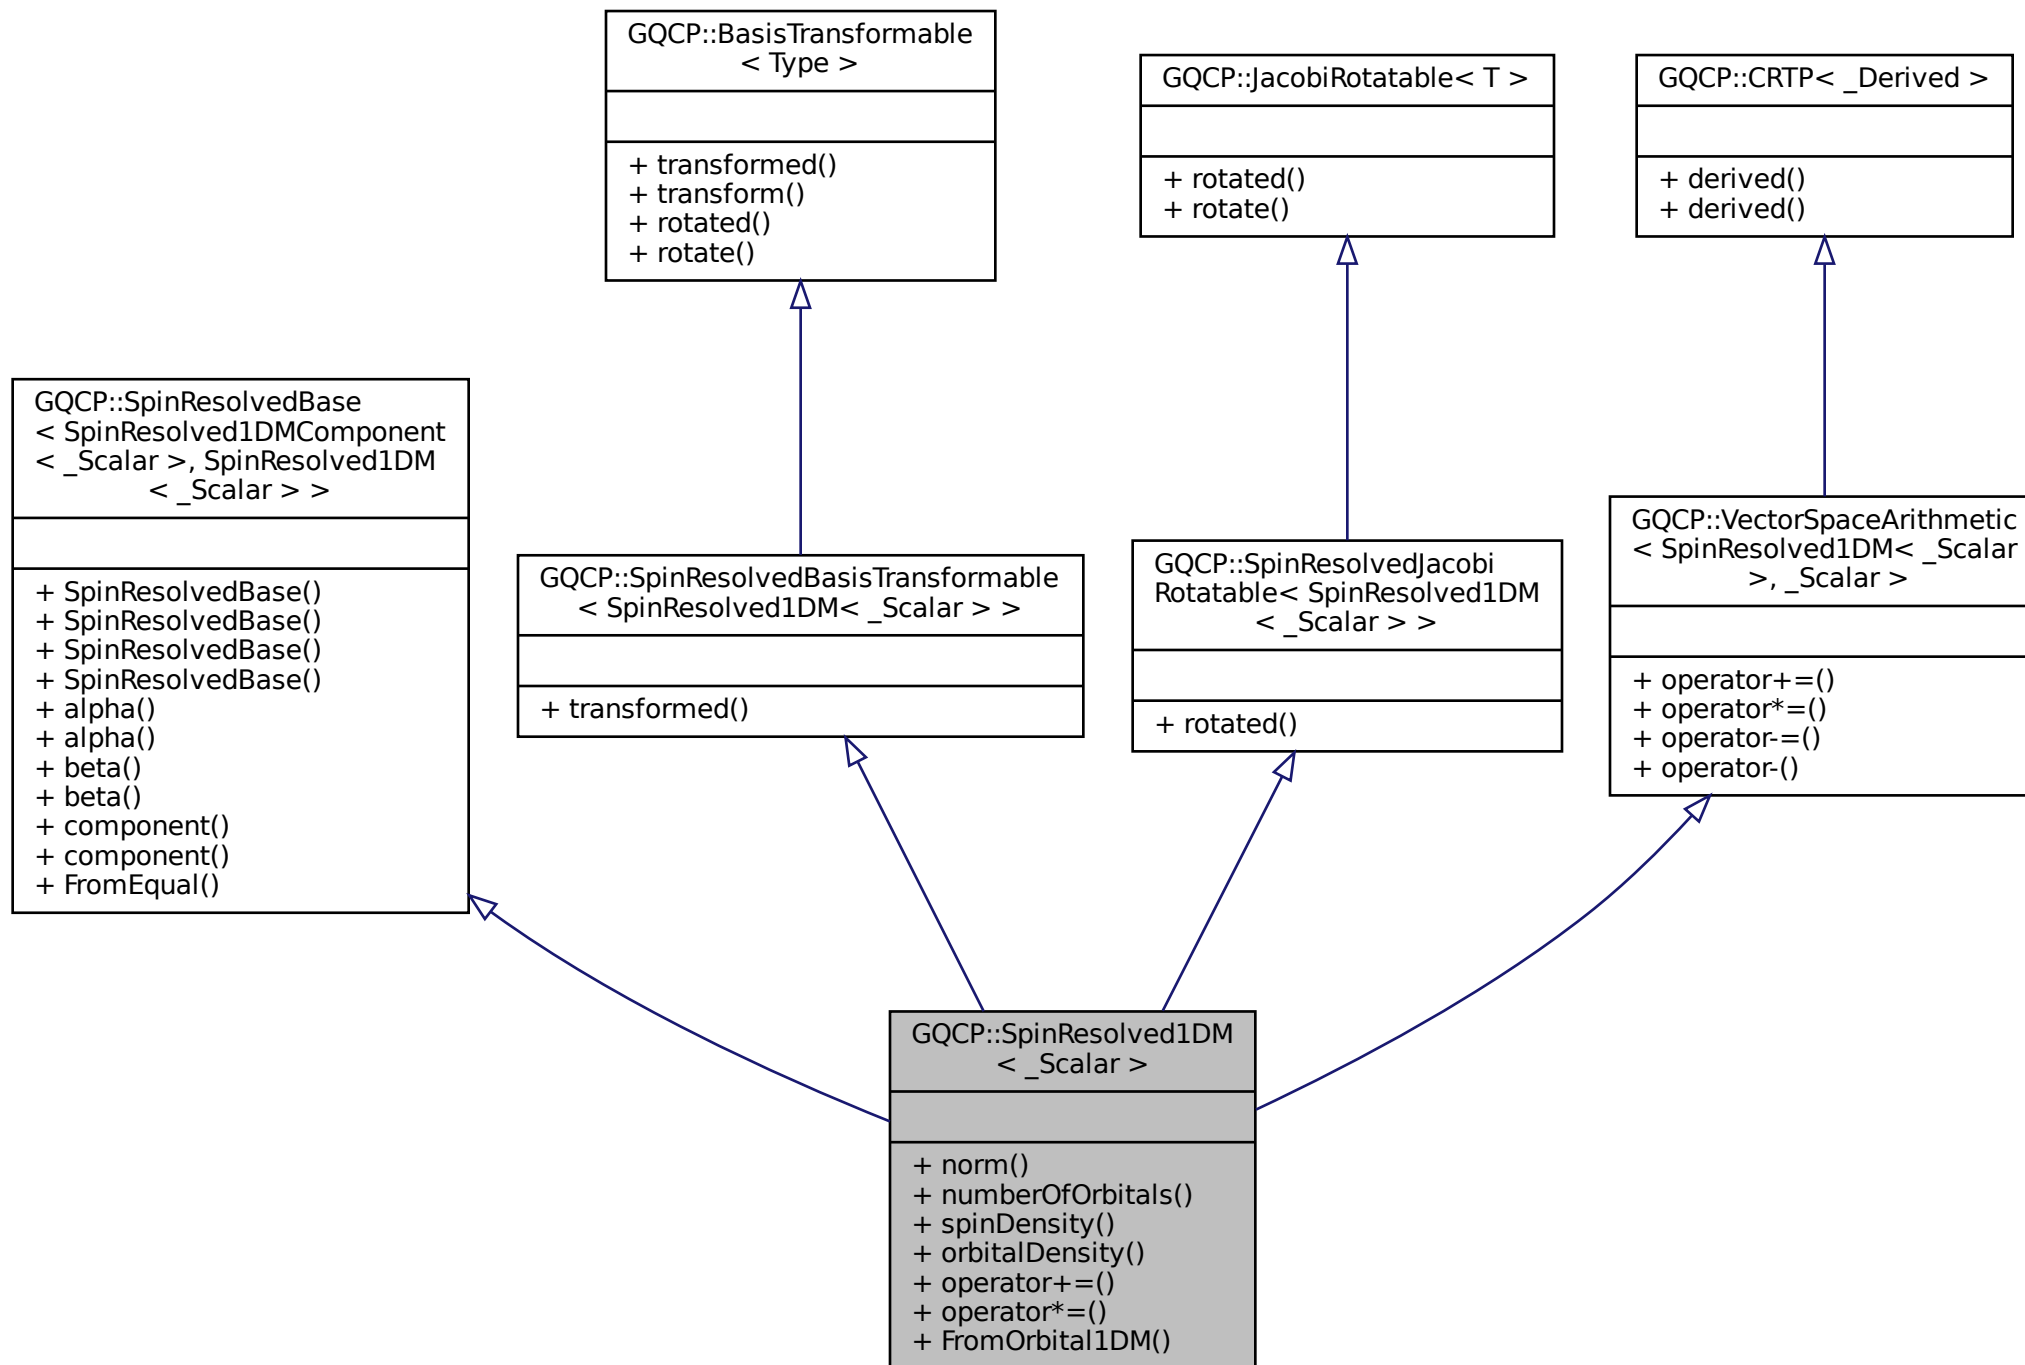 GQCP::BasisTransformable
< Type >
+ transformed()
+ transform()
+ rotated()
+ rotate()
GQCP::JacobiRotatable< T >
+ rotated()
+ rotate()
GQCP::CRTP< _Derived >
+ derived()
+ derived()
GQCP::SpinResolvedBase
< SpinResolved1DMComponent
< _Scalar >, SpinResolved1DM
< _Scalar > >
+ SpinResolvedBase()
+ SpinResolvedBase()
+ SpinResolvedBase()
+ SpinResolvedBase()
+ alpha()
+ alpha()
+ beta()
+ beta()
+ component()
+ component()
+ FromEqual()
GQCP::SpinResolvedBasisTransformable
< SpinResolved1DM< _Scalar > >
+ transformed()
GQCP::SpinResolvedJacobi
Rotatable< SpinResolved1DM
< _Scalar > >
+ rotated()
GQCP::VectorSpaceArithmetic
< SpinResolved1DM< _Scalar
>, _Scalar >
+ operator+=()
+ operator*=()
+ operator-=()
+ operator-()
GQCP::SpinResolved1DM
< _Scalar >
+ norm()
+ numberOfOrbitals()
+ spinDensity()
+ orbitalDensity()
+ operator+=()
+ operator*=()
+ FromOrbital1DM()